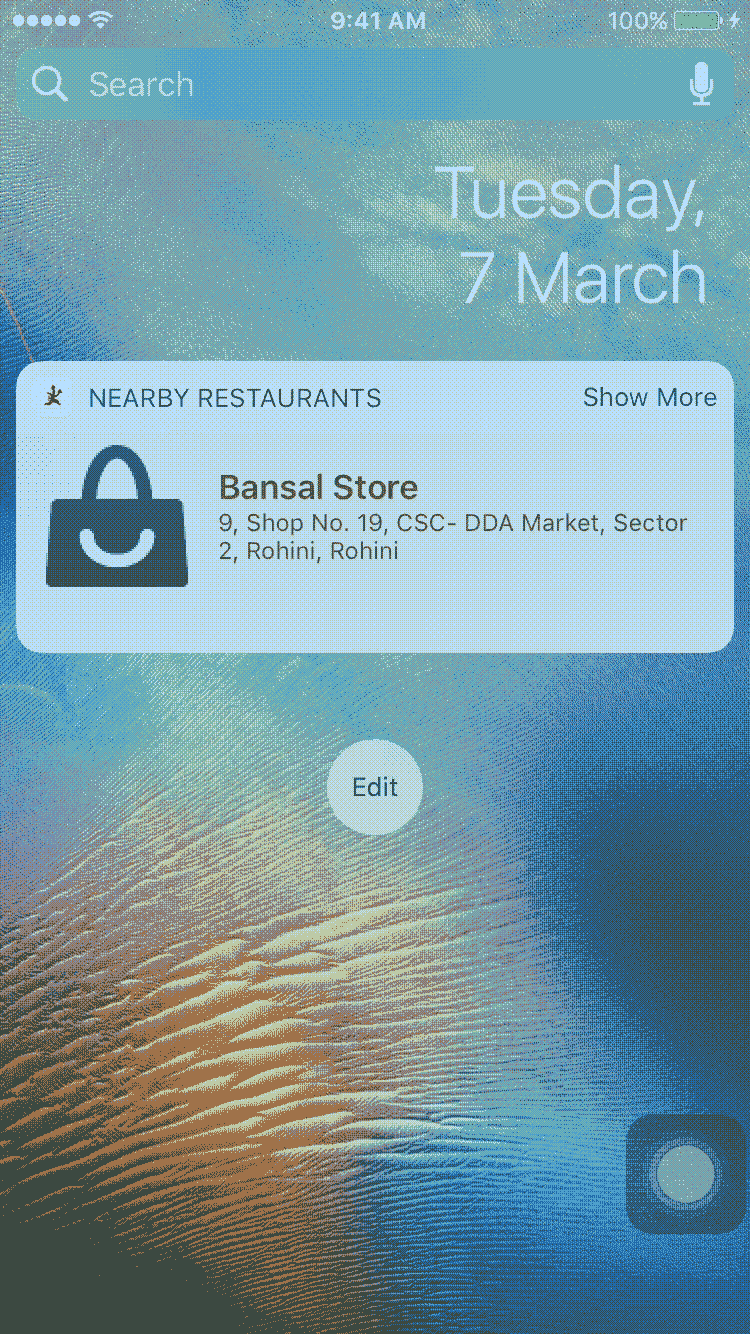 9:41 AM 100%
Search
Tuesday,
7 March
NEARBY RESTAURANTS Show More
Bansal Store
9, Shop No. 19, CSC- DDA Market, Sector
2, Rohini, Rohini
Edit